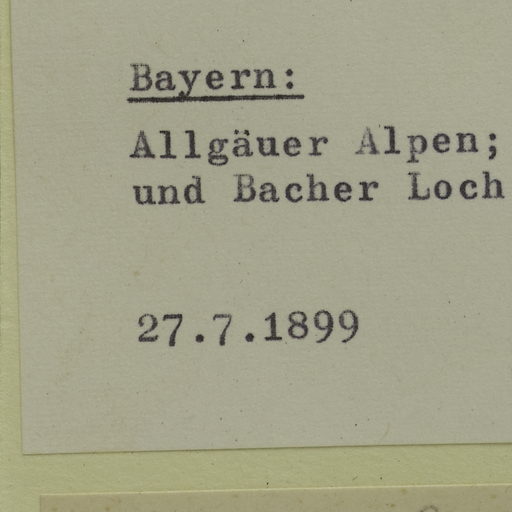 Bayern:
Allgäuer Alpen;
und Bacher Loch
27.7.1899